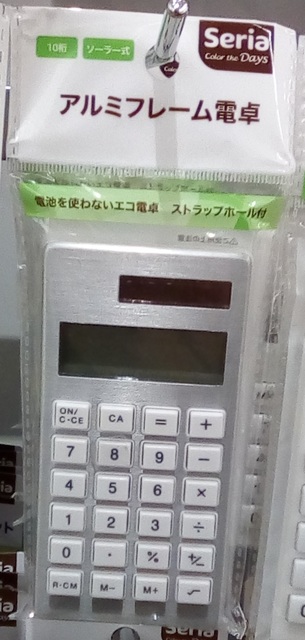 10桁 ソーラー式
Seria
Color the Days
アルミフレーム電卓
電池を使わないエコ電卓 ストラップホール付
ON/C·CE CA = +
7 8 9 −
4 5 6 ×
1 2 3 ÷
0 · % +/−
R·CM M− M+ √
Seria